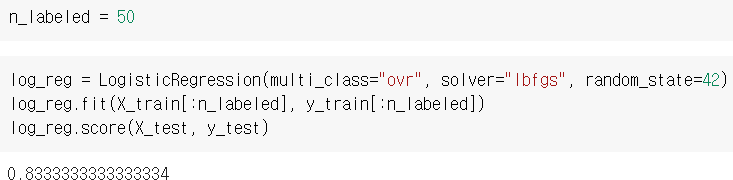 n_labeled = 50
log_reg = LogisticRegression(multi_class="ovr", solver="lbfgs", random_state=42)
log_reg.fit(X_train[:n_labeled], y_train[:n_labeled])
log_reg.score(X_test, y_test)
0.8333333333333334